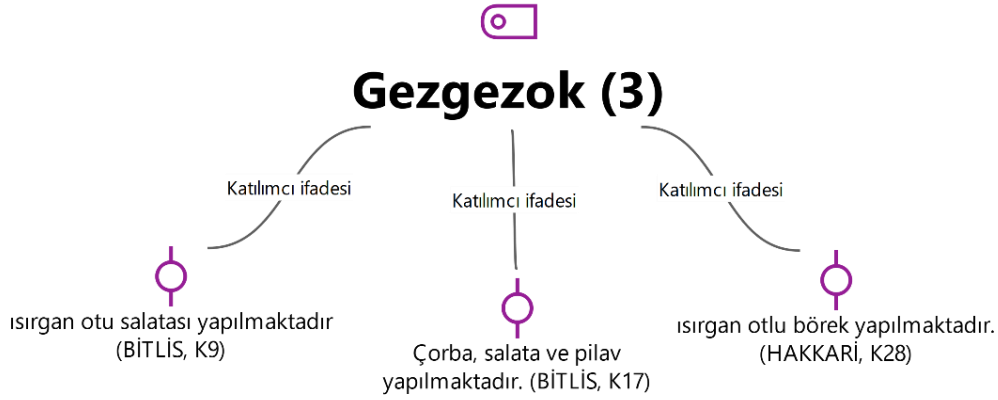 Gezgezok (3)
Katılımcı ifadesi
Katılımcı ifadesi
Katılımcı ifadesi
ısırgan otu salatası yapılmaktadır
(BİTLİS, K9)
Çorba, salata ve pilav
yapılmaktadır. (BİTLİS, K17)
ısırgan otlu börek yapılmaktadır.
(HAKKARİ, K28)